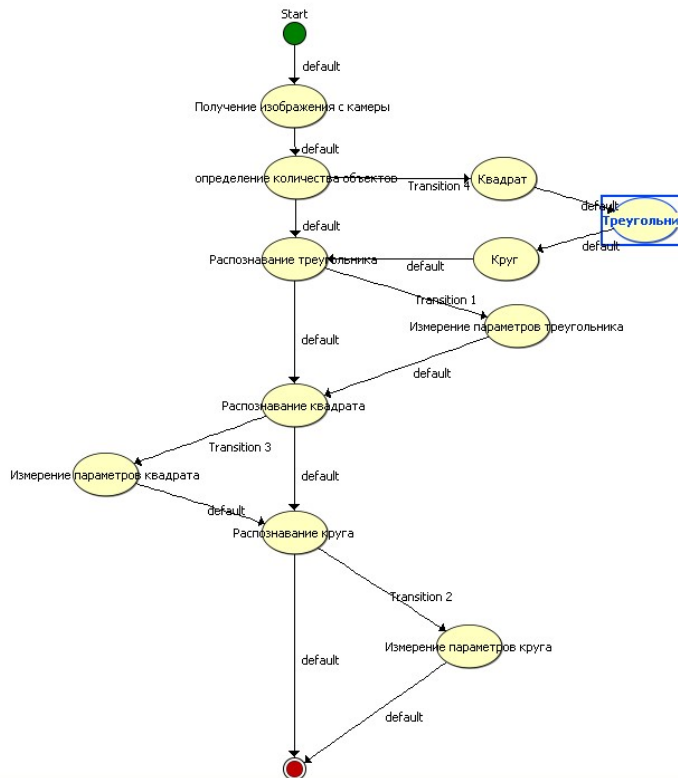 Start
default
Получение изображения с камеры
default
определение количества объектов
Transition 4
Квадрат
default
default
Треугольни
default
Круг
default
Распознавание треугольника
Transition 1
Измерение параметров треугольника
default
default
Распознавание квадрата
Transition 3
default
Измерение параметров квадрата
default
Распознавание круга
Transition 2
default
Измерение параметров круга
default